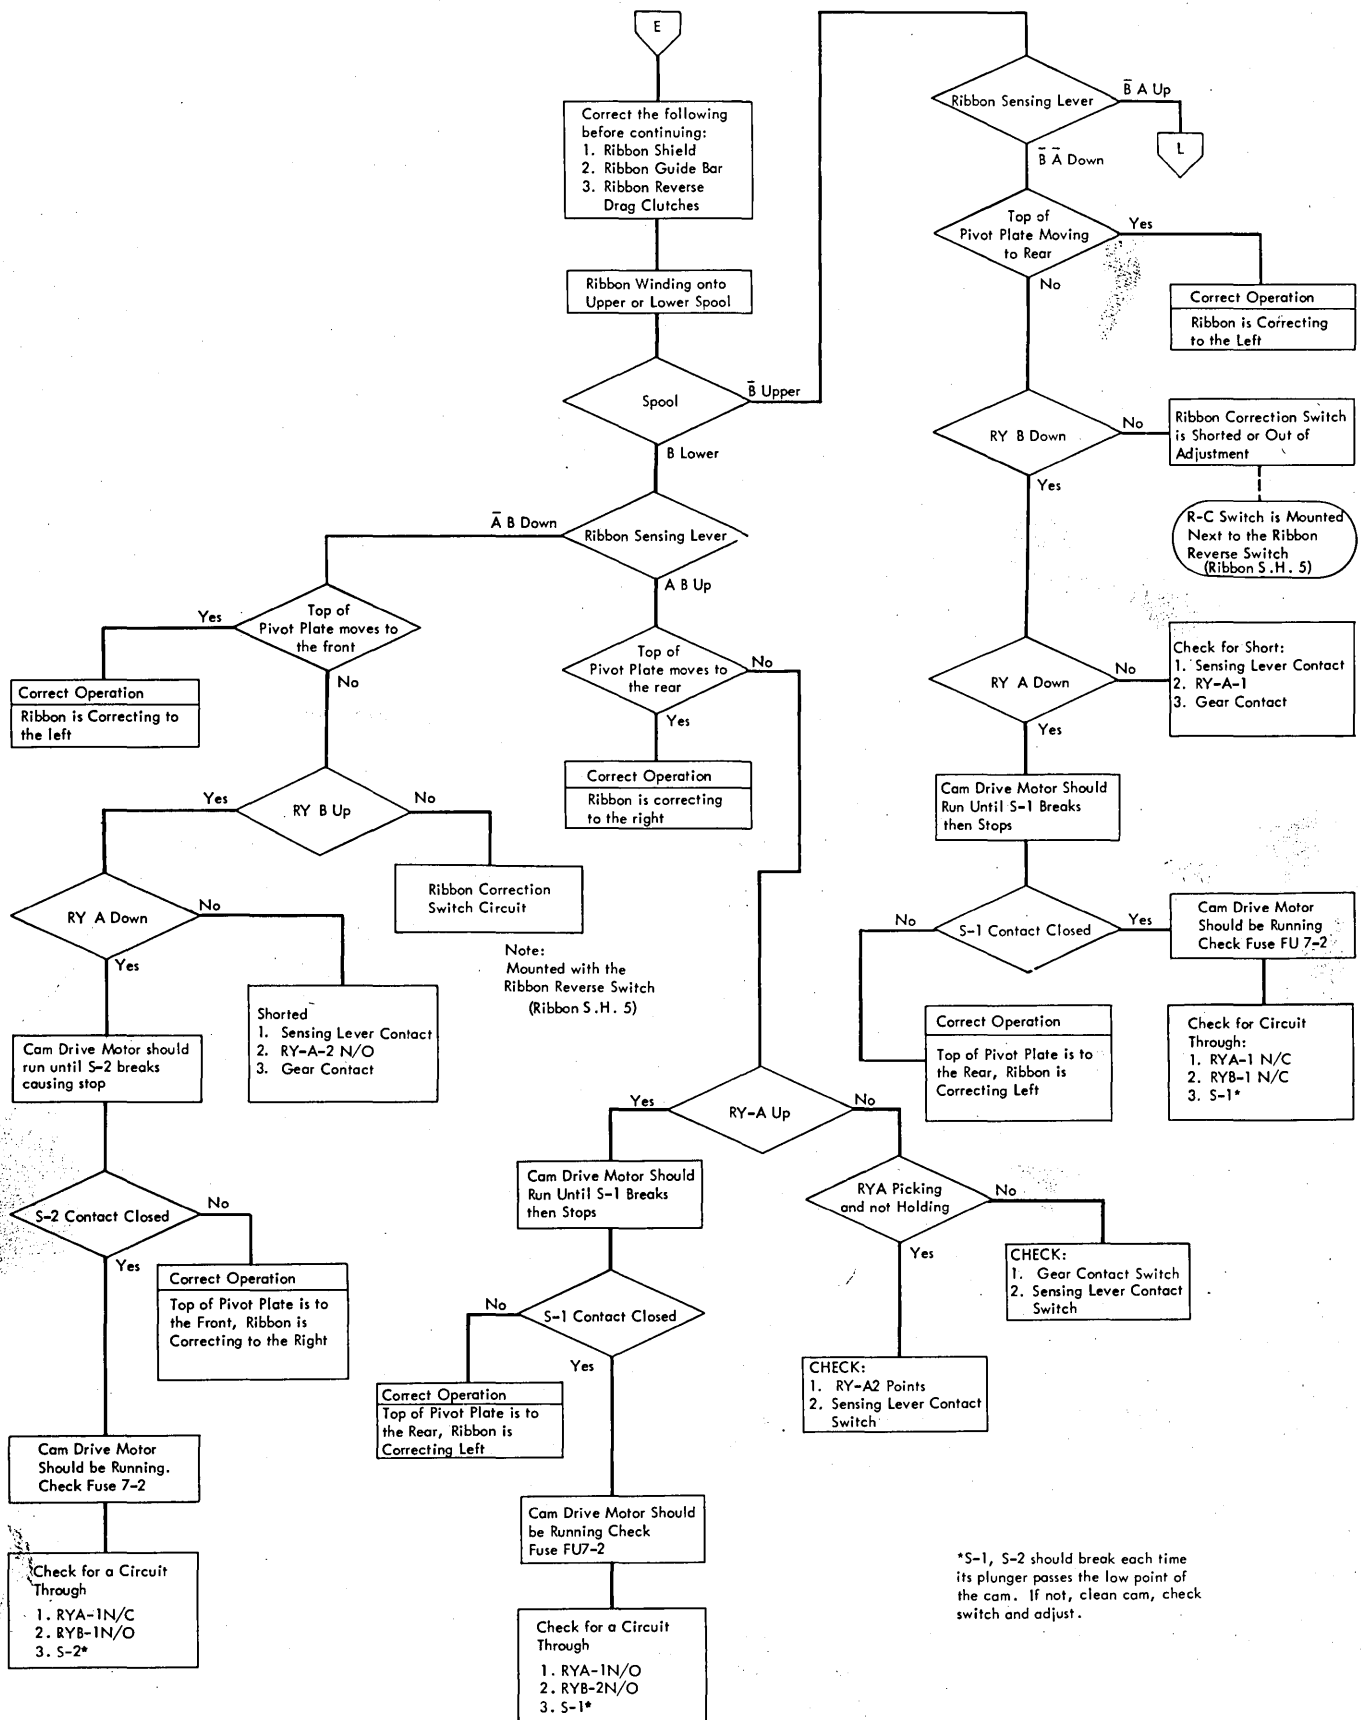 E
Correct the following
before continuing:
1. Ribbon Shield
2. Ribbon Guide Bar
3. Ribbon Reverse
Drag Clutches
Ribbon Winding onto
Upper or Lower Spool
Spool
B̄ Upper
B Lower
Ribbon Sensing Lever
B̄ A Up
L
B̄ Ā Down
Top of
Pivot Plate Moving
to Rear
Yes
No
Correct Operation
Ribbon is Correcting
to the Left
RY B Down
No
Yes
Ribbon Correction Switch
is Shorted or Out of
Adjustment
R-C Switch is Mounted
Next to the Ribbon
Reverse Switch
(Ribbon S.H. 5)
RY A Down
No
Yes
Check for Short:
1. Sensing Lever Contact
2. RY-A-1
3. Gear Contact
Cam Drive Motor Should
Run Until S-1 Breaks
then Stops
S-1 Contact Closed
No
Yes
Cam Drive Motor
Should be Running
Check Fuse FU 7-2
Correct Operation
Top of Pivot Plate is to
the Rear, Ribbon is
Correcting Left
Check for Circuit
Through:
1. RYA-1 N/C
2. RYB-1 N/C
3. S-1*
Ribbon Sensing Lever
Ā B Down
A B Up
Top of
Pivot Plate moves to
the front
Yes
No
Correct Operation
Ribbon is Correcting to
the left
Top of
Pivot Plate moves to
the rear
No
Yes
Correct Operation
Ribbon is correcting
to the right
RY B Up
Yes
No
Ribbon Correction
Switch Circuit
Note:
Mounted with the
Ribbon Reverse Switch
(Ribbon S.H. 5)
RY A Down
No
Yes
Shorted
1. Sensing Lever Contact
2. RY-A-2 N/O
3. Gear Contact
Cam Drive Motor should
run until S-2 breaks
causing stop
S-2 Contact Closed
No
Yes
Correct Operation
Top of Pivot Plate is to
the Front, Ribbon is
Correcting to the Right
Cam Drive Motor
Should be Running.
Check Fuse 7-2
Check for a Circuit
Through
1. RYA-1N/C
2. RYB-1N/O
3. S-2*
RY-A Up
Yes
No
Cam Drive Motor Should
Run Until S-1 Breaks
then Stops
S-1 Contact Closed
No
Yes
Correct Operation
Top of Pivot Plate is to
the Rear, Ribbon is
Correcting Left
Cam Drive Motor Should
be Running Check
Fuse FU7-2
Check for a Circuit
Through
1. RYA-1N/O
2. RYB-2N/O
3. S-1*
RYA Picking
and not Holding
No
Yes
CHECK:
1. Gear Contact Switch
2. Sensing Lever Contact
Switch
CHECK:
1. RY-A2 Points
2. Sensing Lever Contact
Switch
*S-1, S-2 should break each time
its plunger passes the low point of
the cam. If not, clean cam, check
switch and adjust.